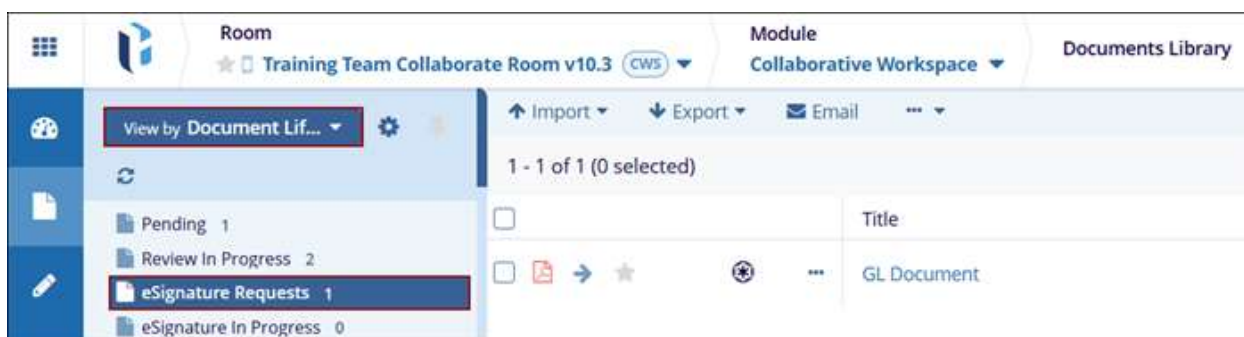 Room
Training Team Collaborate Room v10.3 CWS
Module
Collaborative Workspace
Documents Library
View by Document Lif...
Import
Export
Email
1 - 1 of 1 (0 selected)
Pending 1
Review In Progress 2
eSignature Requests 1
eSignature In Progress 0
Title
GL Document